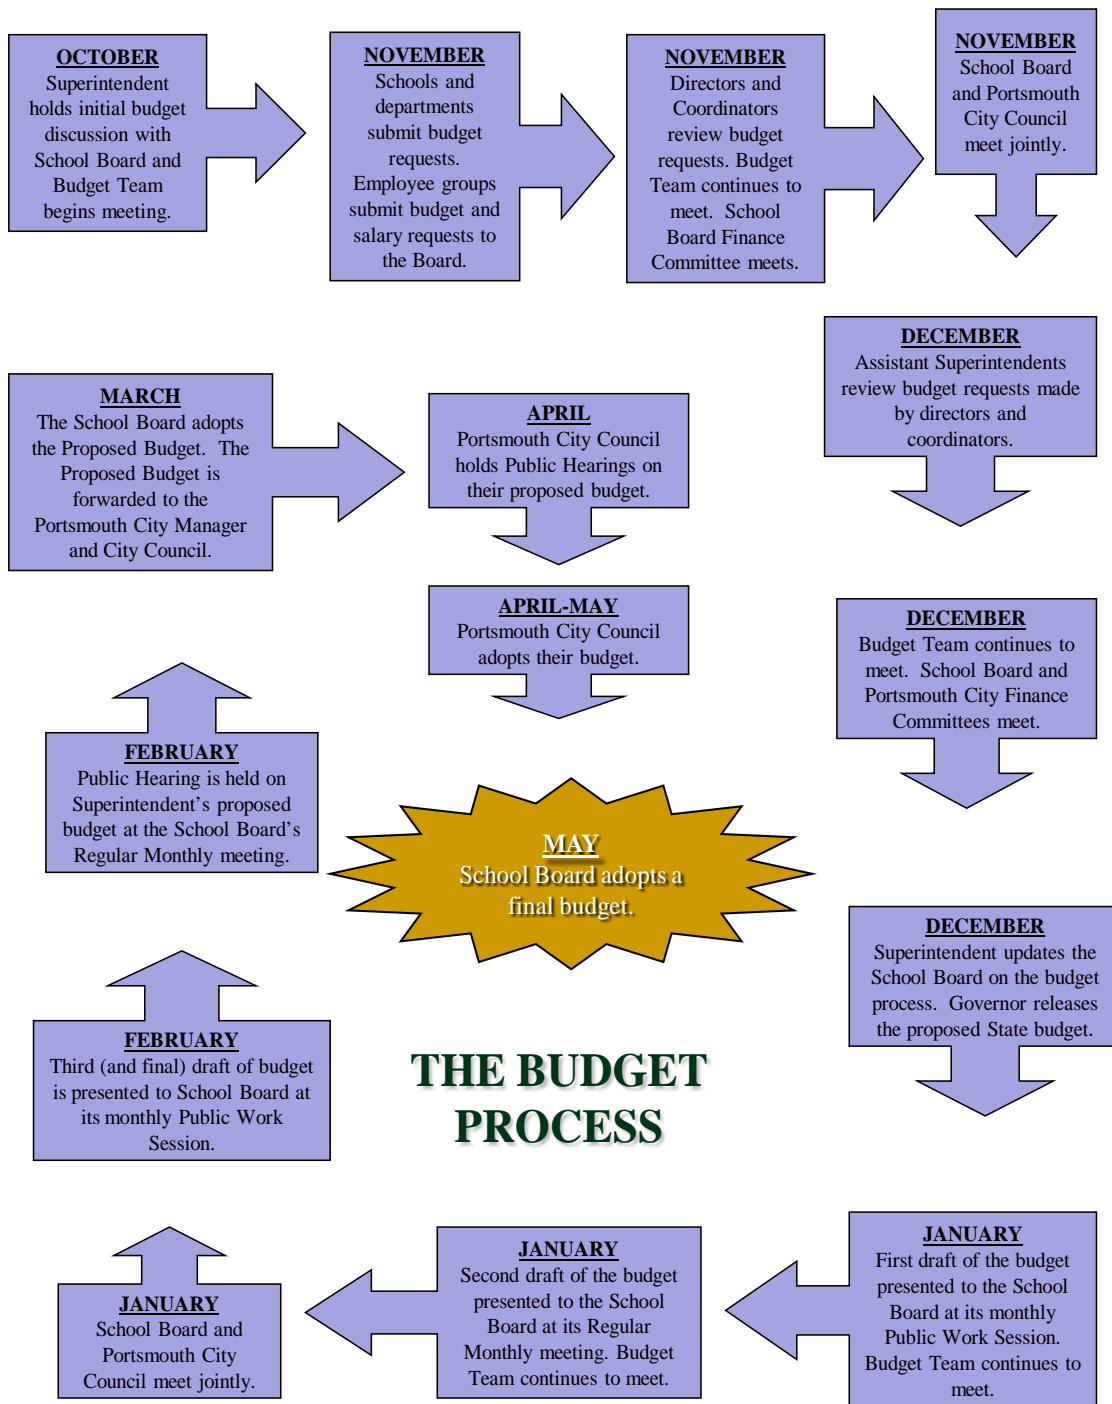 OCTOBER
Superintendent
holds initial budget
discussion with
School Board and
Budget Team
begins meeting.
NOVEMBER
Schools and
departments
submit budget
requests.
Employee groups
submit budget and
salary requests to
the Board.
NOVEMBER
Directors and
Coordinators
review budget
requests. Budget
Team continues to
meet. School
Board Finance
Committee meets.
NOVEMBER
School Board
and Portsmouth
City Council
meet jointly.
DECEMBER
Assistant Superintendents
review budget requests made
by directors and
coordinators.
DECEMBER
Budget Team continues to
meet. School Board and
Portsmouth City Finance
Committees meet.
DECEMBER
Superintendent updates the
School Board on the budget
process. Governor releases
the proposed State budget.
JANUARY
First draft of the budget
presented to the School
Board at its monthly
Public Work Session.
Budget Team continues to
meet.
JANUARY
Second draft of the budget
presented to the School
Board at its Regular
Monthly meeting. Budget
Team continues to meet.
JANUARY
School Board and
Portsmouth City
Council meet jointly.
FEBRUARY
Third (and final) draft of budget
is presented to School Board at
its monthly Public Work
Session.
FEBRUARY
Public Hearing is held on
Superintendent’s proposed
budget at the School Board’s
Regular Monthly meeting.
MARCH
The School Board adopts
the Proposed Budget. The
Proposed Budget is
forwarded to the
Portsmouth City Manager
and City Council.
APRIL
Portsmouth City Council
holds Public Hearings on
their proposed budget.
APRIL-MAY
Portsmouth City Council
adopts their budget.
MAY
School Board adopts a
final budget.
THE BUDGET
PROCESS